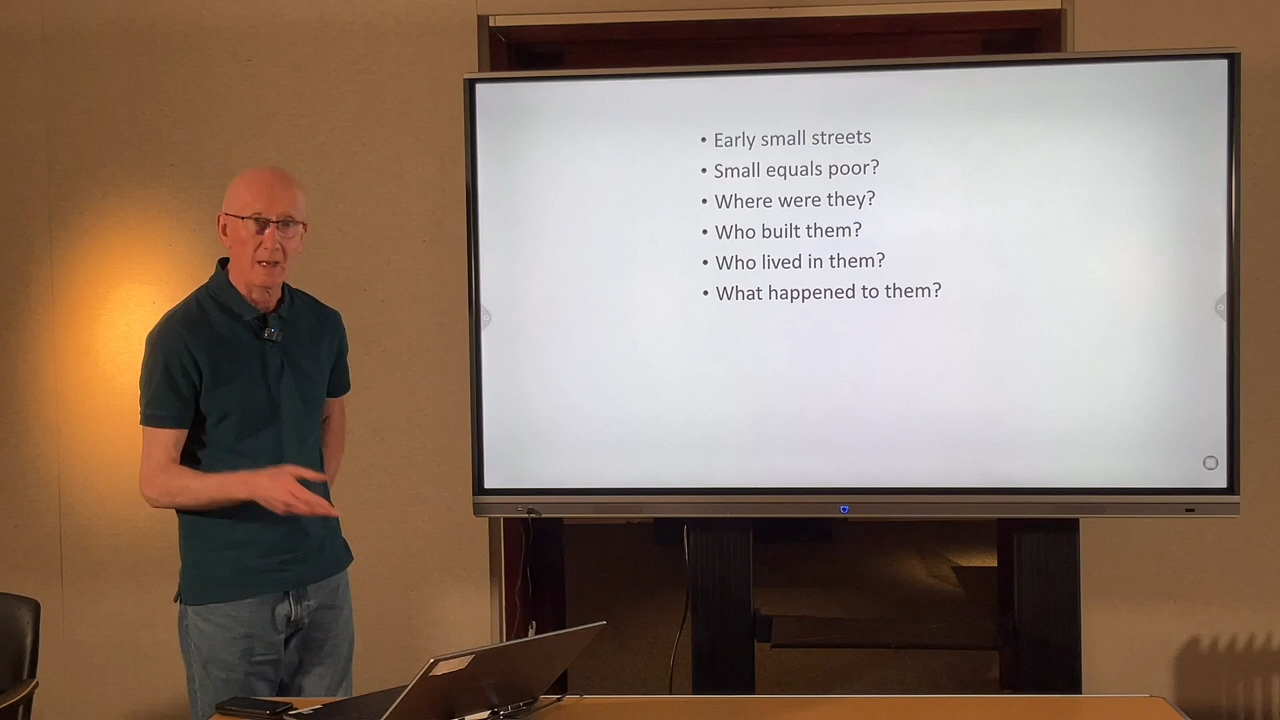 • Early small streets
• Small equals poor?
• Where were they?
• Who built them?
• Who lived in them?
• What happened to them?